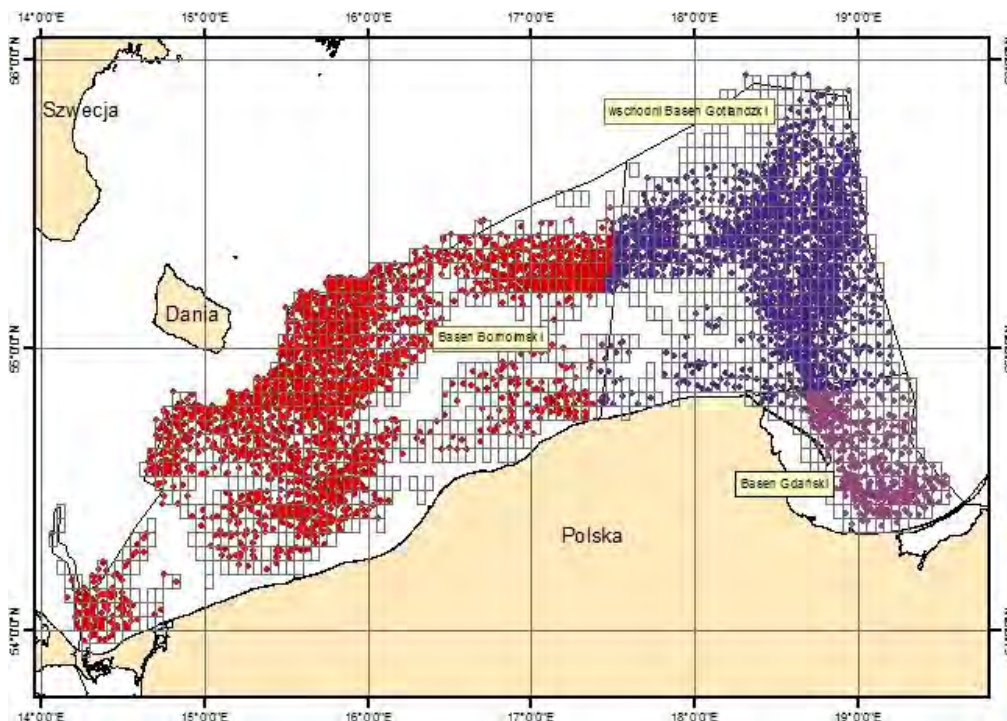 14°0'0"E 15°0'0"E 16°0'0"E 17°0'0"E 18°0'0"E 19°0'0"E
Szwecja
wschodni Basen Gotlandzki
Dania
Basen Bornholmski
Basen Gdański
Polska
55°0'0"N
54°0'0"N
14°0'0"E 15°0'0"E 16°0'0"E 17°0'0"E 18°0'0"E 19°0'0"E